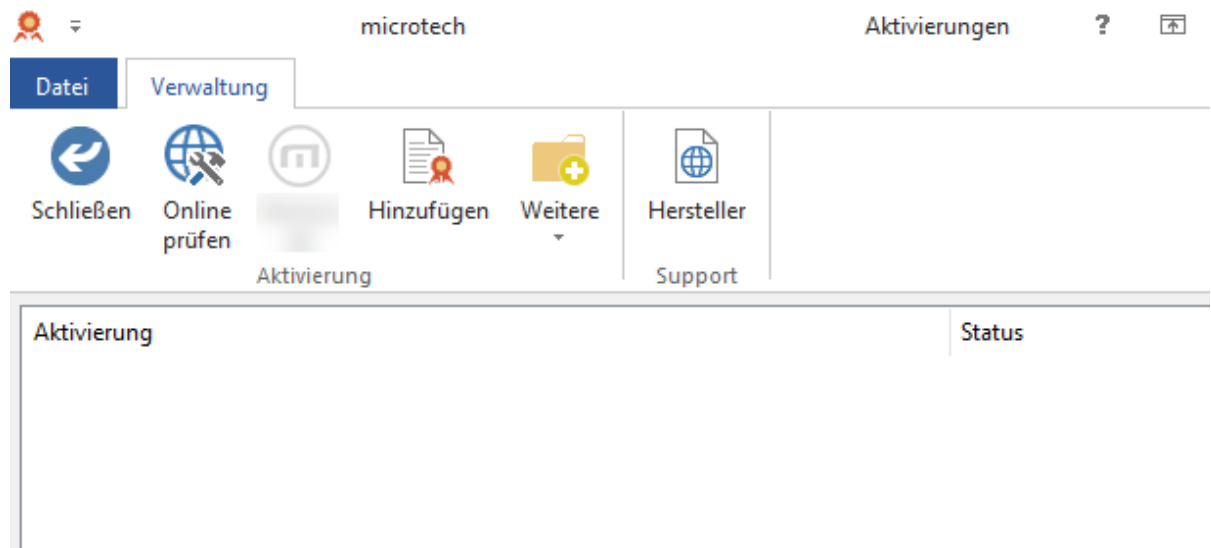 microtech Aktivierungen ?
Datei Verwaltung
Schließen Online prüfen Hinzufügen Weitere Hersteller
Aktivierung Support
Aktivierung Status